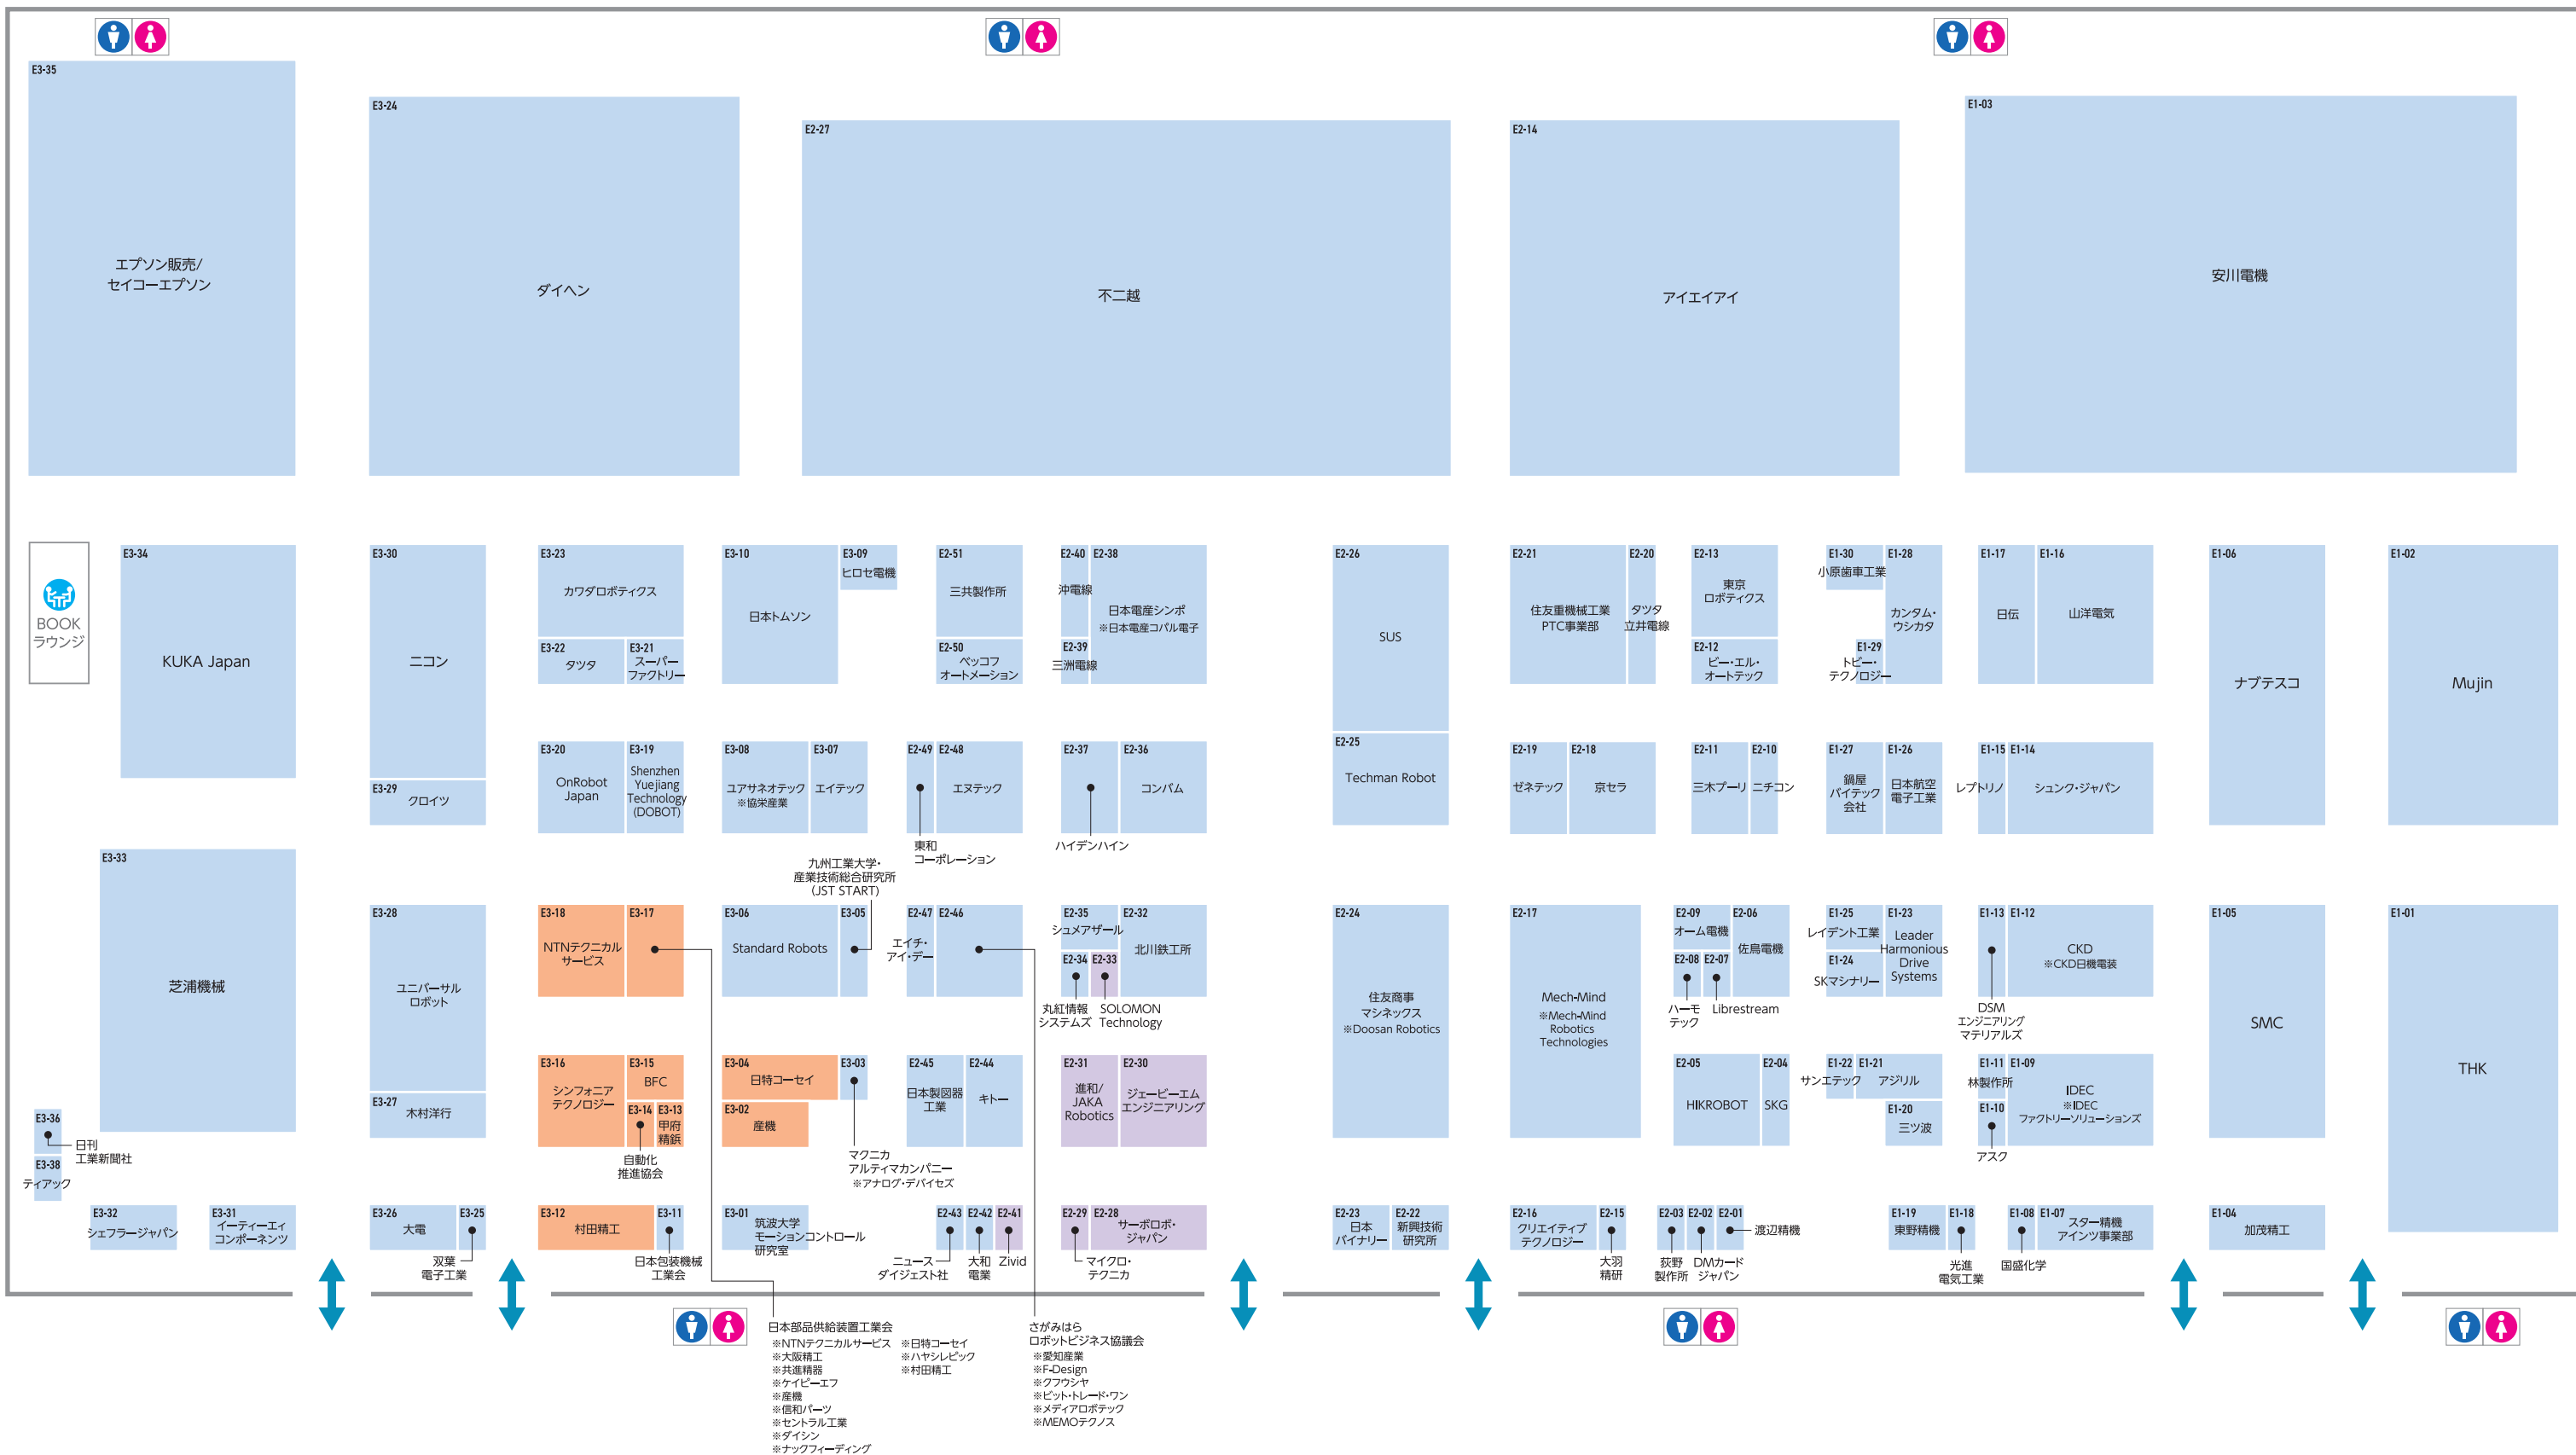 E3-35
エプソン販売/
セイコーエプソン
E3-24
ダイヘン
E2-27
不二越
E2-14
アイエイアイ
E1-03
安川電機
BOOK
ラウンジ
E3-34
KUKA Japan
E3-30
ニコン
E3-29
クロイツ
E3-23
カワダロボティクス
E3-22
タツタ
E3-21
スーパー
ファクトリー
E3-10
日本トムソン
E3-09
ヒロセ電機
E2-51
三共製作所
E2-50
ベッコフ
オートメーション
E2-40
沖電線
E2-39
三洲電線
E2-38
日本電産シンポ
※日本電産コパル電子
E2-26
SUS
E2-25
Techman Robot
E2-21
住友重機械工業
PTC事業部
E2-20
タツタ
立井電線
E2-13
東京
ロボティクス
E2-12
ビー・エル・
オートテック
E1-30
小原歯車工業
E1-29
トビー・
テクノロジー
E1-28
カンタム・
ウシカタ
E1-17
日伝
E1-16
山洋電気
E1-06
ナブテスコ
E1-02
Mujin
E3-20
OnRobot
Japan
E3-19
Shenzhen
Yuejiang
Technology
(DOBOT)
E3-08
ユアサネオテック
※協栄産業
E3-07
エイテック
E2-49
東和
コーポレーション
E2-48
エヌテック
E2-37
ハイデンハイン
E2-36
コンバム
E2-19
ゼネテック
E2-18
京セラ
E2-11
三木プーリ
E2-10
ニチコン
E1-27
鍋屋
バイテック
会社
E1-26
日本航空
電子工業
E1-15
レプトリノ
E1-14
シュンク・ジャパン
E3-33
芝浦機械
E3-28
ユニバーサル
ロボット
E3-27
木村洋行
E3-18
NTNテクニカル
サービス
E3-17
E3-06
Standard Robots
E3-05
九州工業大学・
産業技術総合研究所
(JST START)
E2-47
エイチ・
アイ・デー
E2-46
E2-35
シュメアザール
E2-34
丸紅情報
システムズ
E2-33
SOLOMON
Technology
E2-32
北川鉄工所
E2-24
住友商事
マシネックス
※Doosan Robotics
E2-17
Mech-Mind
※Mech-Mind
Robotics
Technologies
E2-09
オーム電機
E2-08
ハーモ
テック
E2-07
Librestream
E2-06
佐鳥電機
E1-25
レイデント工業
E1-24
SKマシナリー
E1-23
Leader
Harmonious
Drive
Systems
E1-13
DSM
エンジニアリング
マテリアルズ
E1-12
CKD
※CKD日機電装
E1-05
SMC
E1-01
THK
E3-16
シンフォニア
テクノロジー
E3-15
BFC
E3-14
自動化
推進協会
E3-13
甲府
精鋲
E3-04
日特コーセイ
E3-03
マクニカ
アルティマカンパニー
※アナログ・デバイセズ
E3-02
産機
E2-45
日本製図器
工業
E2-44
キトー
E2-31
進和/
JAKA
Robotics
E2-30
ジェービーエム
エンジニアリング
E2-05
HIKROBOT
E2-04
SKG
E1-22
サンエテック
E1-21
アジリル
E1-20
三ツ波
E1-11
林製作所
E1-10
アスク
E1-09
IDEC
※IDEC
ファクトリーソリューションズ
E3-36
日刊
工業新聞社
E3-38
ティアック
E3-32
シェフラージャパン
E3-31
イーティーエィ
コンポーネンツ
E3-26
大電
E3-25
双葉
電子工業
E3-12
村田精工
E3-11
日本包装機械
工業会
E3-01
筑波大学
モーションコントロール
研究室
E2-43
ニュース
ダイジェスト社
E2-42
大和
電業
E2-41
Zivid
E2-29
マイクロ・
テクニカ
E2-28
サーボロボ・
ジャパン
E2-23
日本
バイナリー
E2-22
新興技術
研究所
E2-16
クリエイティブ
テクノロジー
E2-15
大羽
精研
E2-03
荻野
製作所
E2-02
DMカード
ジャパン
E2-01
渡辺精機
E1-19
東野精機
E1-18
光進
電気工業
E1-08
国盛化学
E1-07
スター精機
アインツ事業部
E1-04
加茂精工
日本部品供給装置工業会
※NTNテクニカルサービス
※大阪精工
※共進精器
※ケイピーエフ
※産機
※信和パーツ
※セントラル工業
※ダイシン
※ナックフィーディング
※日特コーセイ
※ハヤシレピック
※村田精工
さがみはら
ロボットビジネス協議会
※愛知産業
※F-Design
※クフウシヤ
※ビット・トレード・ワン
※メディアロボテック
※MEMOテクノス